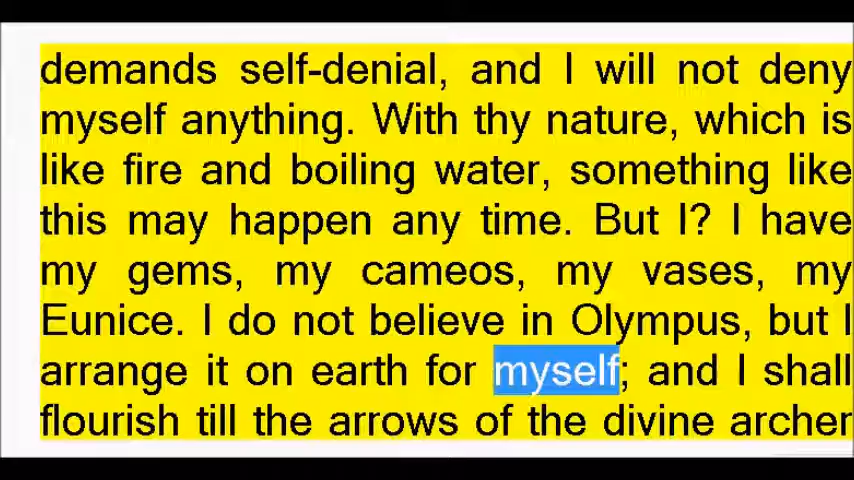 demands self-denial, and I will not deny
myself anything. With thy nature, which is
like fire and boiling water, something like
this may happen any time. But I? I have
my gems, my cameos, my vases, my
Eunice. I do not believe in Olympus, but I
arrange it on earth for myself; and I shall
flourish till the arrows of the divine archer